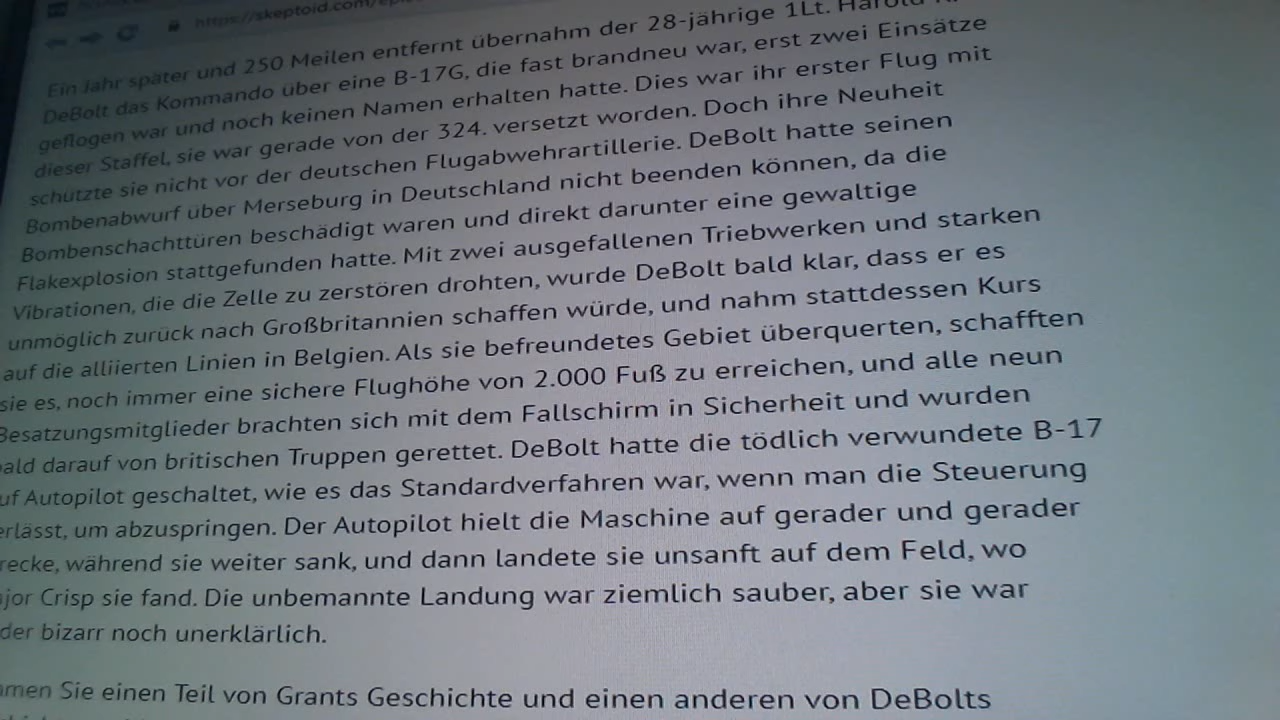 https://skeptoid.com/
Ein Jahr später und 250 Meilen entfernt übernahm der 28-jährige 1Lt. Harold
DeBolt das Kommando über eine B-17G, die fast brandneu war, erst zwei Einsätze
geflogen war und noch keinen Namen erhalten hatte. Dies war ihr erster Flug mit
dieser Staffel, sie war gerade von der 324. versetzt worden. Doch ihre Neuheit
schützte sie nicht vor der deutschen Flugabwehrartillerie. DeBolt hatte seinen
Bombenabwurf über Merseburg in Deutschland nicht beenden können, da die
Bombenschachttüren beschädigt waren und direkt darunter eine gewaltige
Flakexplosion stattgefunden hatte. Mit zwei ausgefallenen Triebwerken und starken
Vibrationen, die die Zelle zu zerstören drohten, wurde DeBolt bald klar, dass er es
unmöglich zurück nach Großbritannien schaffen würde, und nahm stattdessen Kurs
auf die alliierten Linien in Belgien. Als sie befreundetes Gebiet überquerten, schafften
sie es, noch immer eine sichere Flughöhe von 2.000 Fuß zu erreichen, und alle neun
Besatzungsmitglieder brachten sich mit dem Fallschirm in Sicherheit und wurden
bald darauf von britischen Truppen gerettet. DeBolt hatte die tödlich verwundete B-17
uf Autopilot geschaltet, wie es das Standardverfahren war, wenn man die Steuerung
erlässt, um abzuspringen. Der Autopilot hielt die Maschine auf gerader und gerader
recke, während sie weiter sank, und dann landete sie unsanft auf dem Feld, wo
jor Crisp sie fand. Die unbemannte Landung war ziemlich sauber, aber sie war
der bizarr noch unerklärlich.
men Sie einen Teil von Grants Geschichte und einen anderen von DeBolts